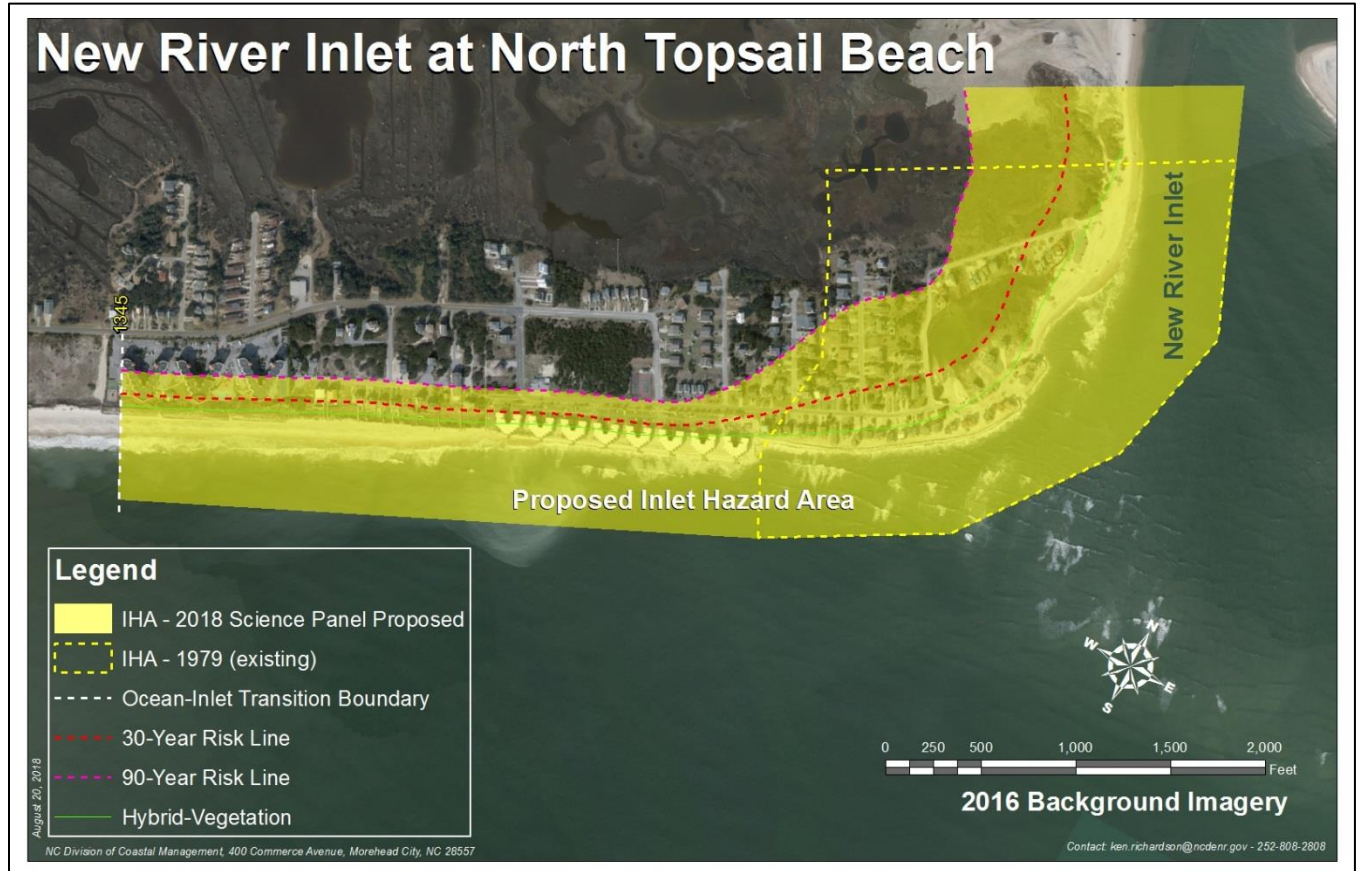 New River Inlet at North Topsail Beach
1345
New River Inlet
Proposed Inlet Hazard Area
Legend
IHA - 2018 Science Panel Proposed
IHA - 1979 (existing)
Ocean-Inlet Transition Boundary
30-Year Risk Line
90-Year Risk Line
Hybrid-Vegetation
August 20, 2018
N
W
E
S
0 250 500 1,000 1,500 2,000
Feet
2016 Background Imagery
NC Division of Coastal Management, 400 Commerce Avenue, Morehead City, NC 28557
Contact: ken.richardson@ncdenr.gov - 252-808-2808